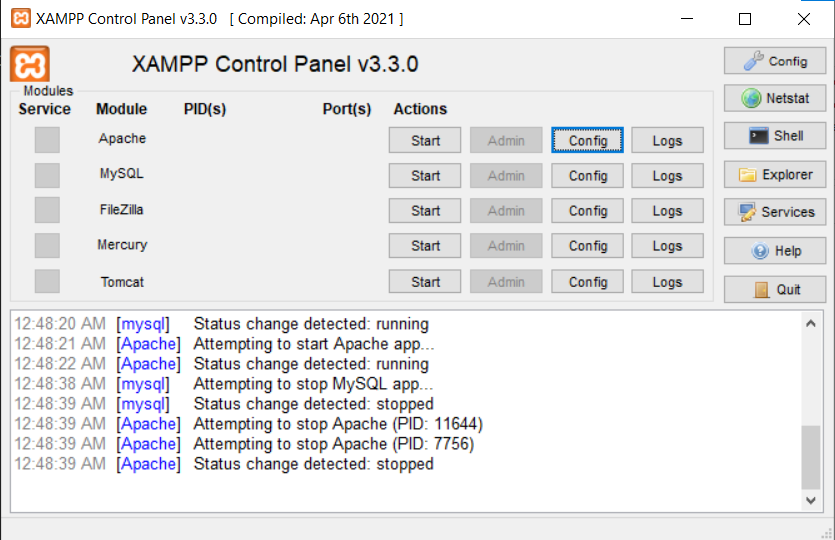 XAMPP Control Panel v3.3.0 [ Compiled: Apr 6th 2021 ]
XAMPP Control Panel v3.3.0
Config
Modules
Service Module PID(s) Port(s) Actions
Netstat
Apache Start Admin Config Logs
Shell
MySQL Start Admin Config Logs
Explorer
FileZilla Start Admin Config Logs
Services
Mercury Start Admin Config Logs
Help
Tomcat Start Admin Config Logs
Quit
12:48:20 AM [mysql] Status change detected: running
12:48:21 AM [Apache] Attempting to start Apache app...
12:48:22 AM [Apache] Status change detected: running
12:48:38 AM [mysql] Attempting to stop MySQL app...
12:48:39 AM [mysql] Status change detected: stopped
12:48:39 AM [Apache] Attempting to stop Apache (PID: 11644)
12:48:39 AM [Apache] Attempting to stop Apache (PID: 7756)
12:48:39 AM [Apache] Status change detected: stopped